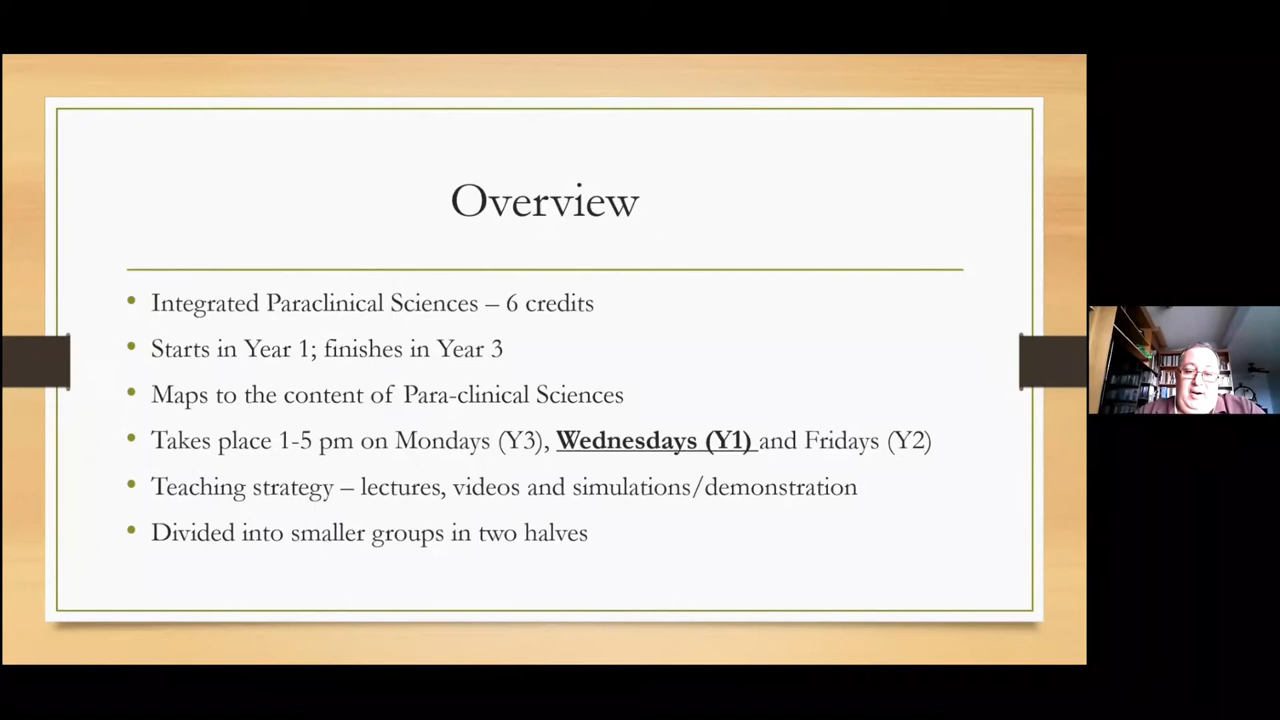 Overview
Integrated Paraclinical Sciences – 6 credits
Starts in Year 1; finishes in Year 3
Maps to the content of Para-clinical Sciences
Takes place 1-5 pm on Mondays (Y3), Wednesdays (Y1) and Fridays (Y2)
Teaching strategy – lectures, videos and simulations/demonstration
Divided into smaller groups in two halves